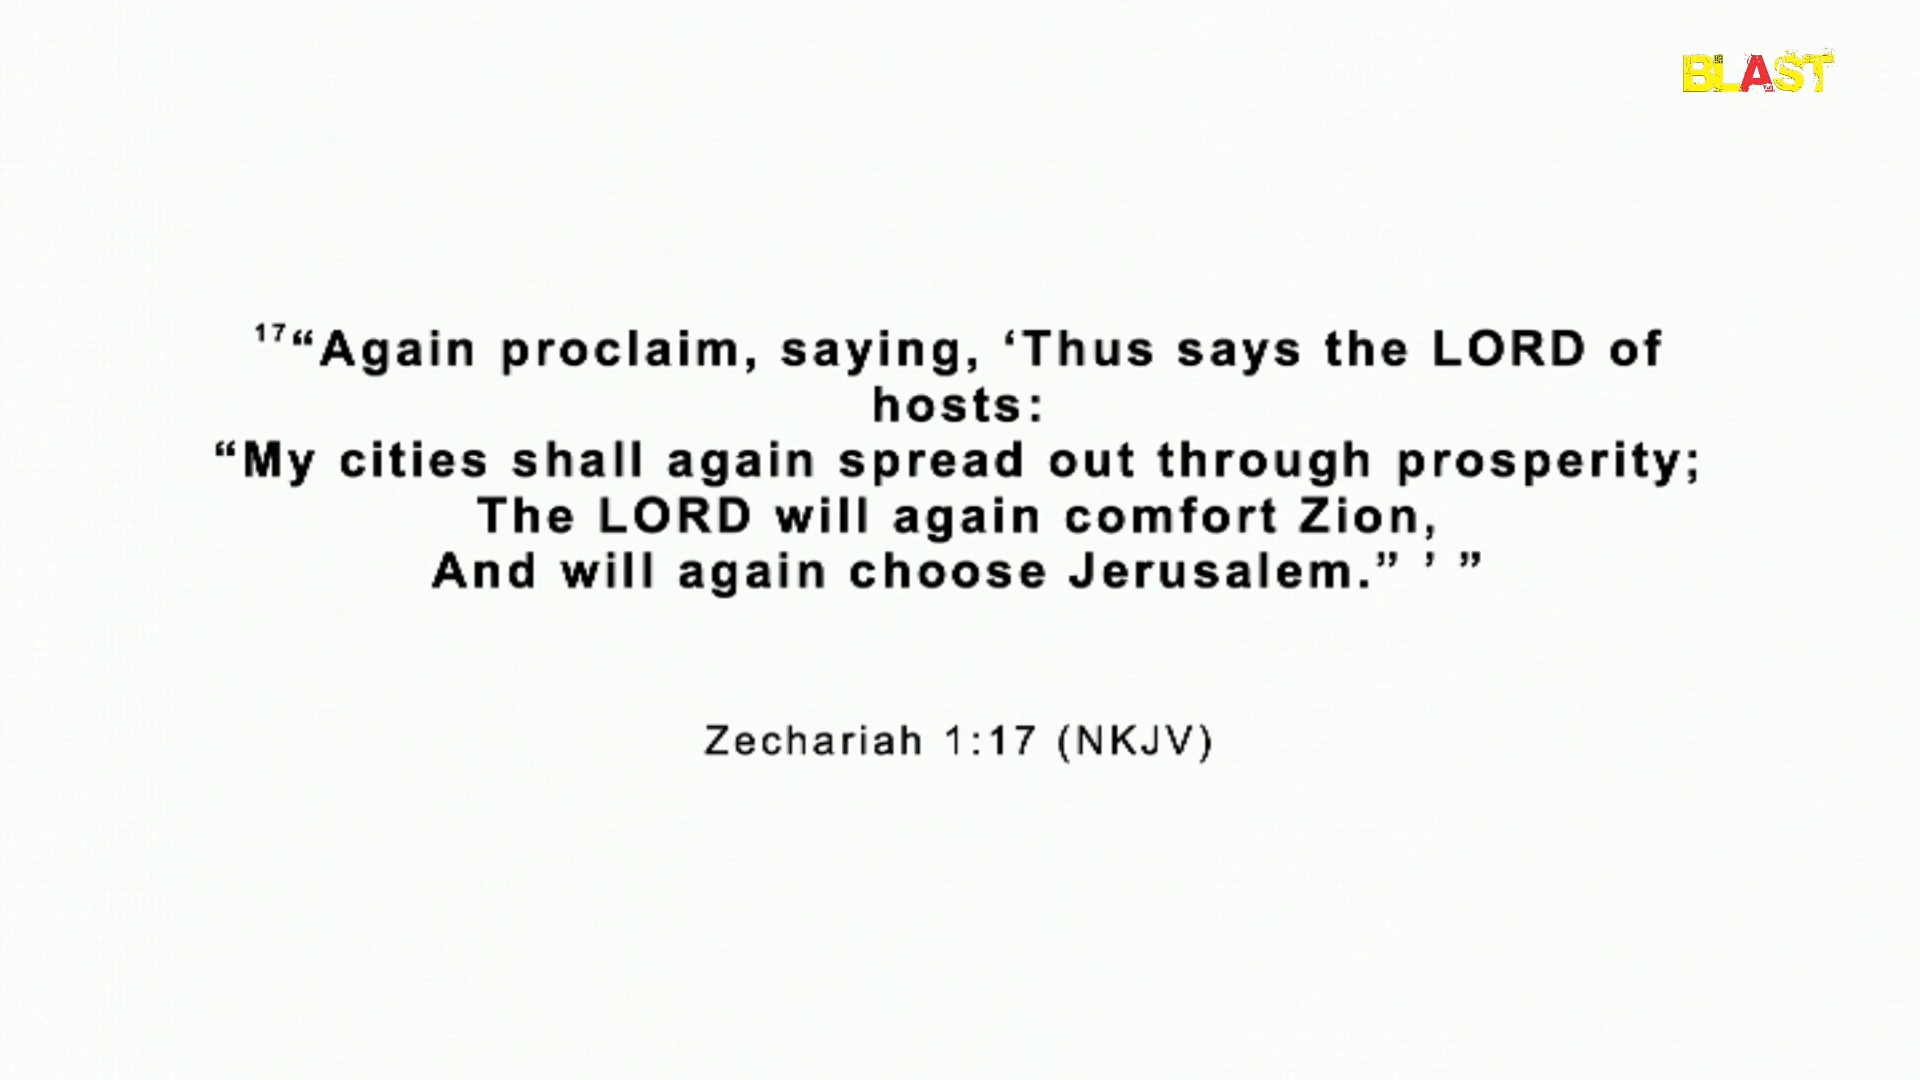 BLAST
¹⁷“Again proclaim, saying, ‘Thus says the LORD of
hosts:
“My cities shall again spread out through prosperity;
The LORD will again comfort Zion,
And will again choose Jerusalem.” ’ ”
Zechariah 1:17 (NKJV)